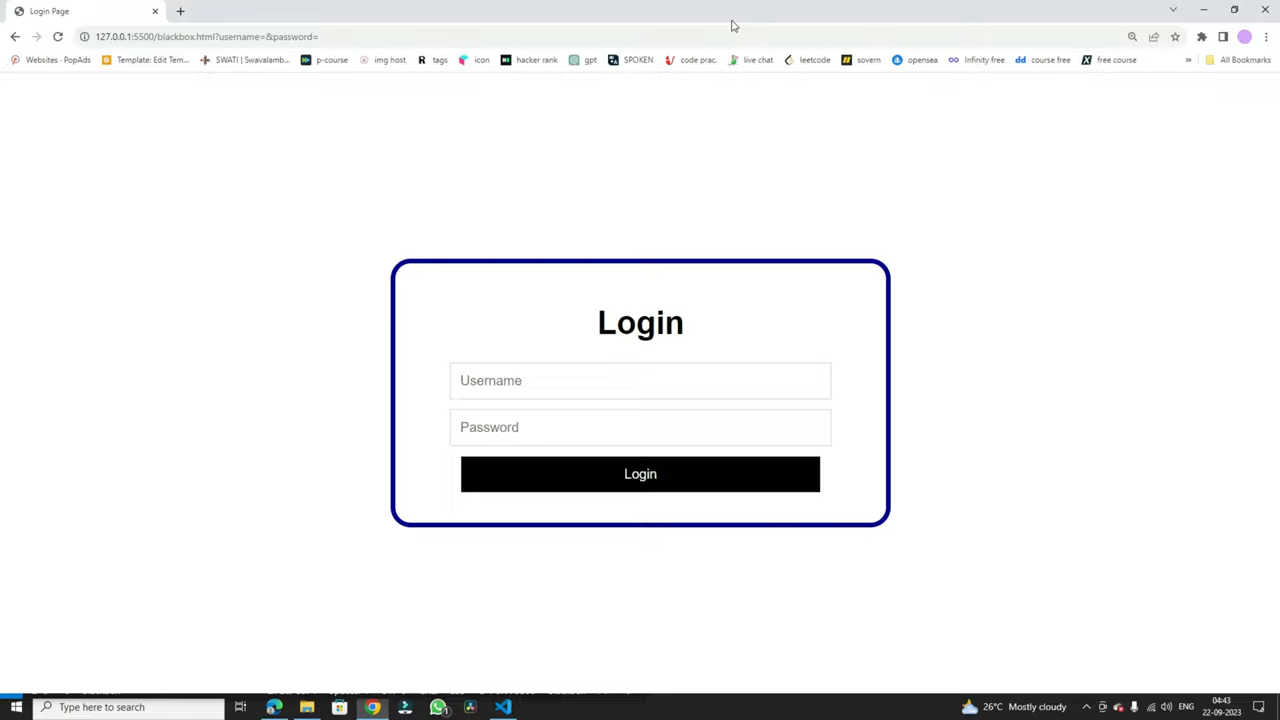 Login Page
127.0.0.1:5500/blackbox.html?username=&password=
Websites - PopAds Template: Edit Tem... SWATI | Swavalamb... p-course img host tags icon hacker rank gpt SPOKEN code prac. live chat leetcode sovern opensea Infinity free course free free course » All Bookmarks
Login
Username
Password
Login
Type here to search 1 26°C Mostly cloudy ENG 04:43
22-09-2023